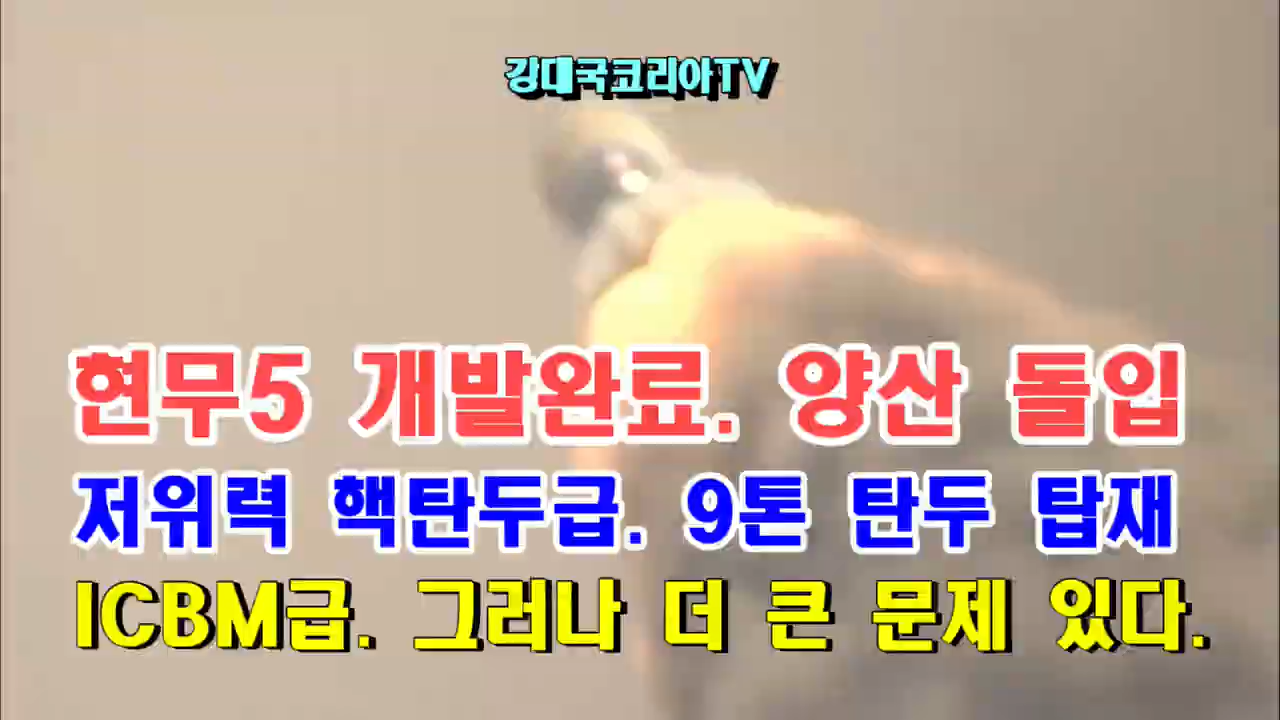 강대국코리아TV
현무5 개발완료. 양산 돌입
저위력 핵탄두급. 9톤 탄두 탑재
ICBM급. 그러나 더 큰 문제 있다.